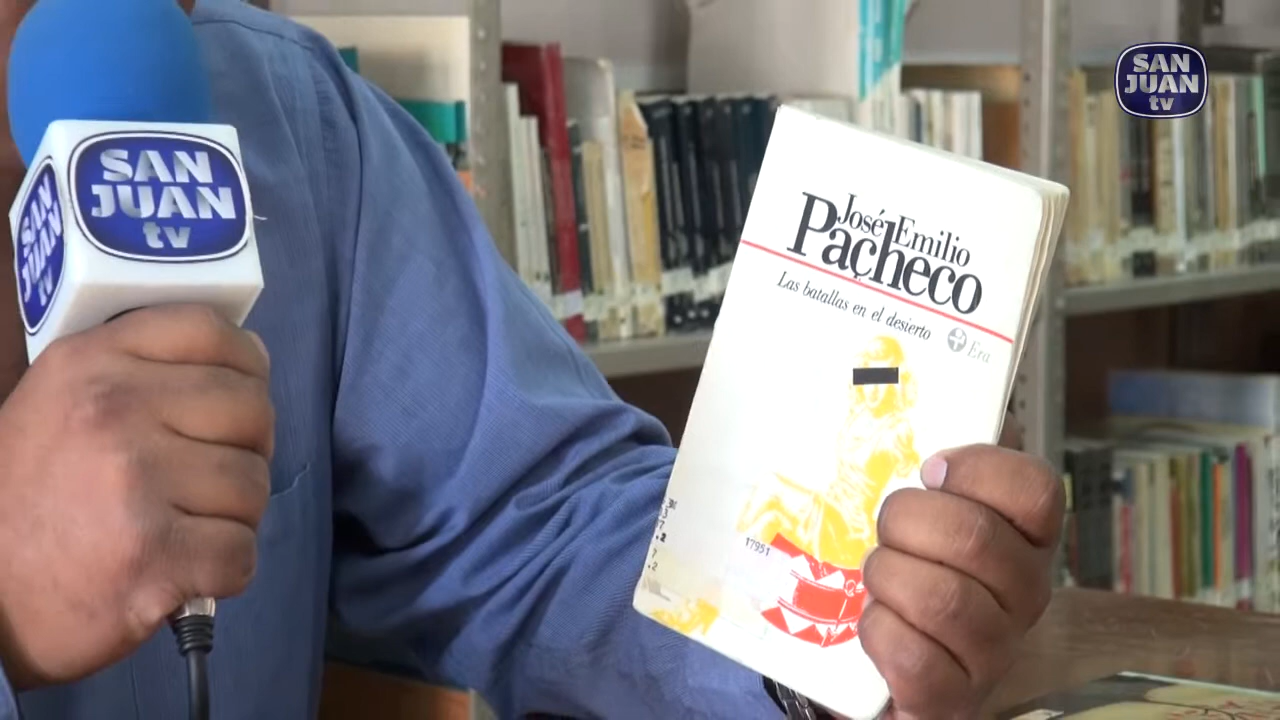 SAN
JUAN
tv
SAN
JUAN
tv
SAN
JUAN
tv
José Emilio
Pacheco
Las batallas en el desierto
Era
17951